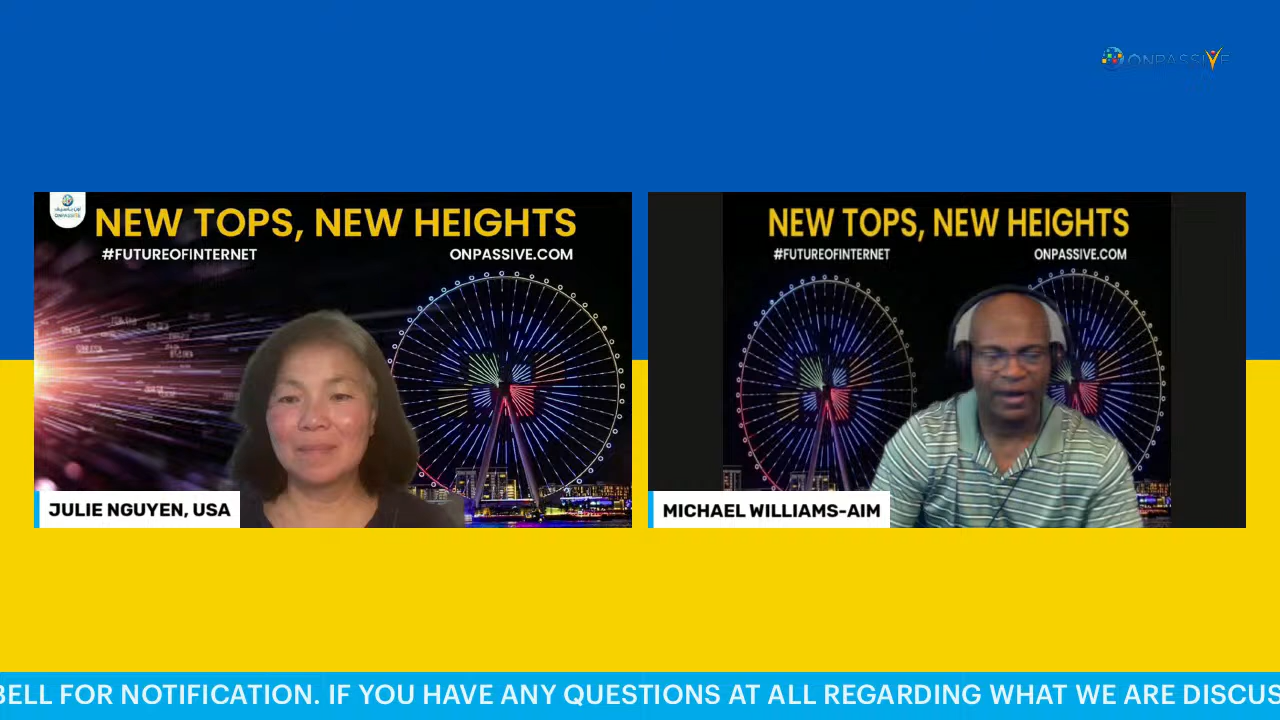 ONPASSIVE
NEW TOPS, NEW HEIGHTS
#FUTUREOFINTERNET
ONPASSIVE.COM
JULIE NGUYEN, USA
NEW TOPS, NEW HEIGHTS
#FUTUREOFINTERNET
ONPASSIVE.COM
MICHAEL WILLIAMS-AIM
BELL FOR NOTIFICATION. IF YOU HAVE ANY QUESTIONS AT ALL REGARDING WHAT WE ARE DISCUS